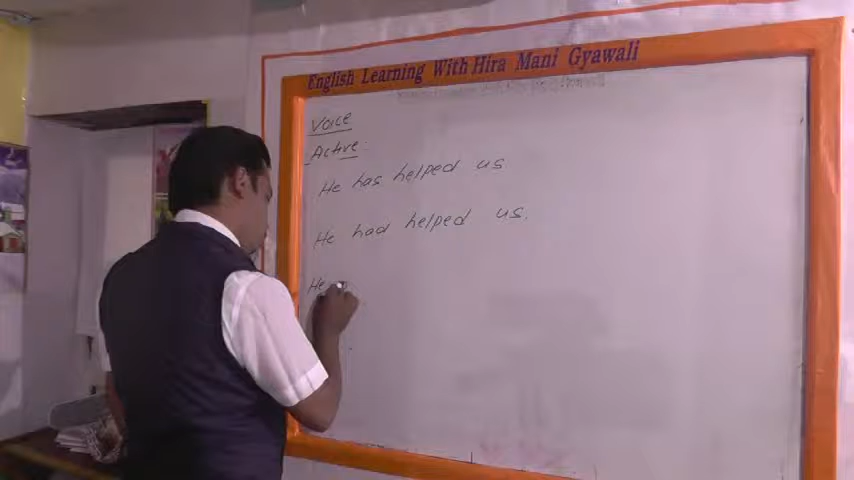 English Learning With Hira Mani Gyawali
Voice
Active:
He has helped us
He had helped us.
He